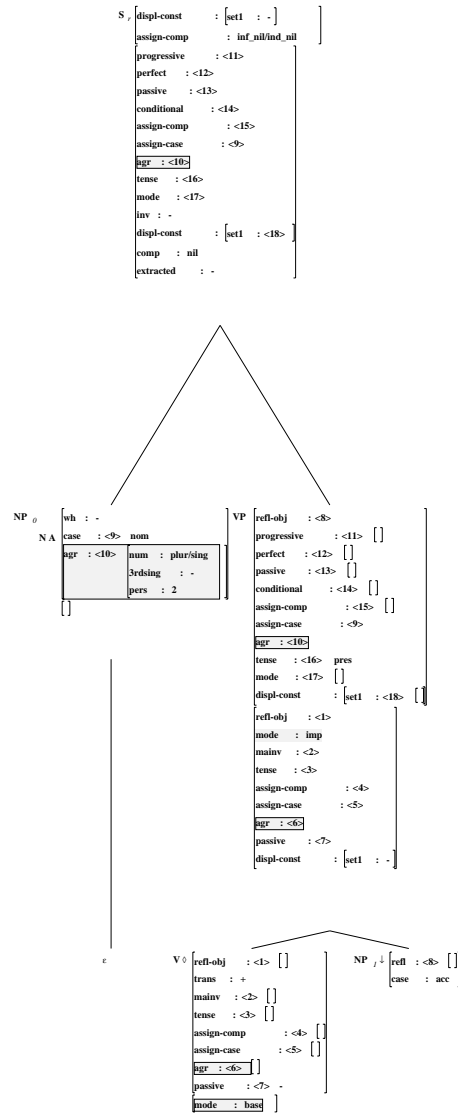 S r displ-const : [set1 : -]
assign-comp : inf_nil/ind_nil
progressive : <11>
perfect : <12>
passive : <13>
conditional : <14>
assign-comp : <15>
assign-case : <9>
agr : <10>
tense : <16>
mode : <17>
inv : -
displ-const : [set1 : <18>]
comp : nil
extracted : -
NP 0 wh : -
NA case : <9> nom
agr : <10> num : plur/sing
3rdsing : -
pers : 2
[]
VP refl-obj : <8>
progressive : <11> []
perfect : <12> []
passive : <13> []
conditional : <14> []
assign-comp : <15> []
assign-case : <9>
agr : <10>
tense : <16> pres
mode : <17> []
displ-const : [set1 : <18> []]
refl-obj : <1>
mode : imp
mainv : <2>
tense : <3>
assign-comp : <4>
assign-case : <5>
agr : <6>
passive : <7>
displ-const : [set1 : -]
ε
V◊ refl-obj : <1> []
trans : +
mainv : <2> []
tense : <3> []
assign-comp : <4> []
assign-case : <5> []
agr : <6> []
passive : <7> -
mode : base
NP 1 ↓ refl : <8> []
case : acc